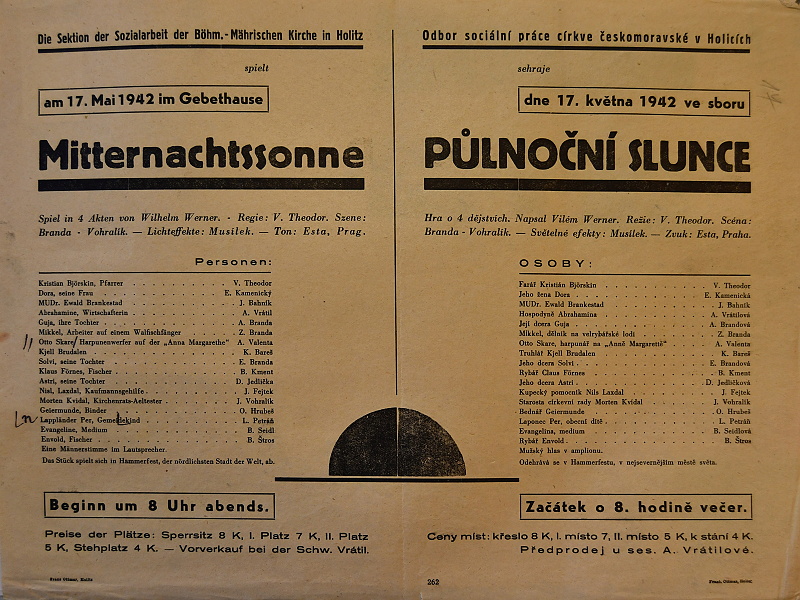 Die Sektion der Sozialarbeit der Böhm.-Mährischen Kirche in Holitz
spielt
am 17. Mai 1942 im Gebethause
Mitternachtssonne
Spiel in 4 Akten von Wilhelm Werner. - Regie: V. Theodor. Szene:
Branda - Vohralík. — Lichteffekte: Musílek. — Ton: Esta, Prag.
Personen:
Kristian Björskin, Pfarrer . . . V. Theodor
Dora, seine Frau . . . E. Kamenický
MUDr. Ewald Brankestad . . . J. Bahník
Abrahamine, Wirtschafterin . . . A. Vrátil
Guja, ihre Tochter . . . A. Branda
Mikkel, Arbeiter auf einem Walfischfänger . . . Z. Branda
Otto Skare/ Harpunenwerfer auf der „Anna Margarethe" A. Valenta
Kjell Brudalen . . . K. Bareš
Solvi, seine Tochter . . . E. Branda
Klaus Förnes, Fischer . . . B. Kment
Astri, seine Tochter . . . D. Jedlička
Nial, Laxdal, Kaufmannsgehilfe . . . J. Fejtek
Morten Kvidal, Kirchenrats-Aeltester . . . J. Vohralík
Geiermunde, Binder . . . O. Hrubeš
Lappländer Per, Gemeindekind . . . L. Petráň
Evangeline, Medium . . . B. Seidl
Envold, Fischer . . . B. Štros
Eine Männerstimme im Lautsprecher.
Das Stück spielt sich in Hammerfest, der nördlichsten Stadt der Welt, ab.
Beginn um 8 Uhr abends.
Preise der Plätze: Sperrsitz 8 K, I. Platz 7 K, II. Platz
5 K, Stehplatz 4 K. — Vorverkauf bei der Schw. Vrátil.
Odbor sociální práce církve českomoravské v Holicích
sehraje
dne 17. května 1942 ve sboru
PŮLNOČNÍ SLUNCE
Hra o 4 dějstvích. Napsal Vilém Werner. Režie: V. Theodor. Scéna:
Branda - Vohralík. — Světelné efekty: Musílek. — Zvuk: Esta, Praha.
OSOBY:
Farář Kristián Björskin . . . V. Theodor
Jeho žena Dora . . . E. Kamenický
MUDr. Ewald Brankestad . . . J. Bahník
Hospodyně Abrahamina . . . A. Vrátilová
Její dcera Guja . . . A. Brandová
Mikkel, dělník na velrybářské lodi . . . Z. Branda
Otto Skare, harpunář na „Anně Margretě" . . . A. Valenta
Truhlář Kjell Brudalen . . . K. Bareš
Jeho dcera Solvi . . . E. Brandová
Rybář Claus Förnes . . . B. Kment
Jeho dcera Astri . . . D. Jedličková
Kupecký pomocník Nils Laxdal . . . J. Fejtek
Starosta církevní rady Morten Kvidal . . . J. Vohralík
Bednář Geiermunde . . . O. Hrubeš
Laponec Per, obecní dítě . . . L. Petráň
Evangelina, medium . . . B. Seidlová
Rybář Envold . . . B. Štros
Mužský hlas v amplionu.
Odehrává se v Hammerfestu, v nejsevernějším městě světa.
Začátek o 8. hodině večer.
Ceny míst: křeslo 8 K, I. místo 7, II. místo 5 K, k stání 4 K.
Předprodej u ses. A. Vrátilové.
262